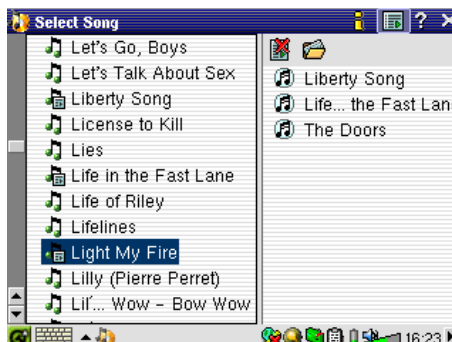 Select Song
?
Let's Go, Boys
Let's Talk About Sex
Liberty Song
License to Kill
Lies
Life in the Fast Lane
Life of Riley
Lifelines
Light My Fire
Lilly (Pierre Perret)
Lil'... Wow - Bow Wow
Liberty Song
Life... the Fast Lan
The Doors
16:23